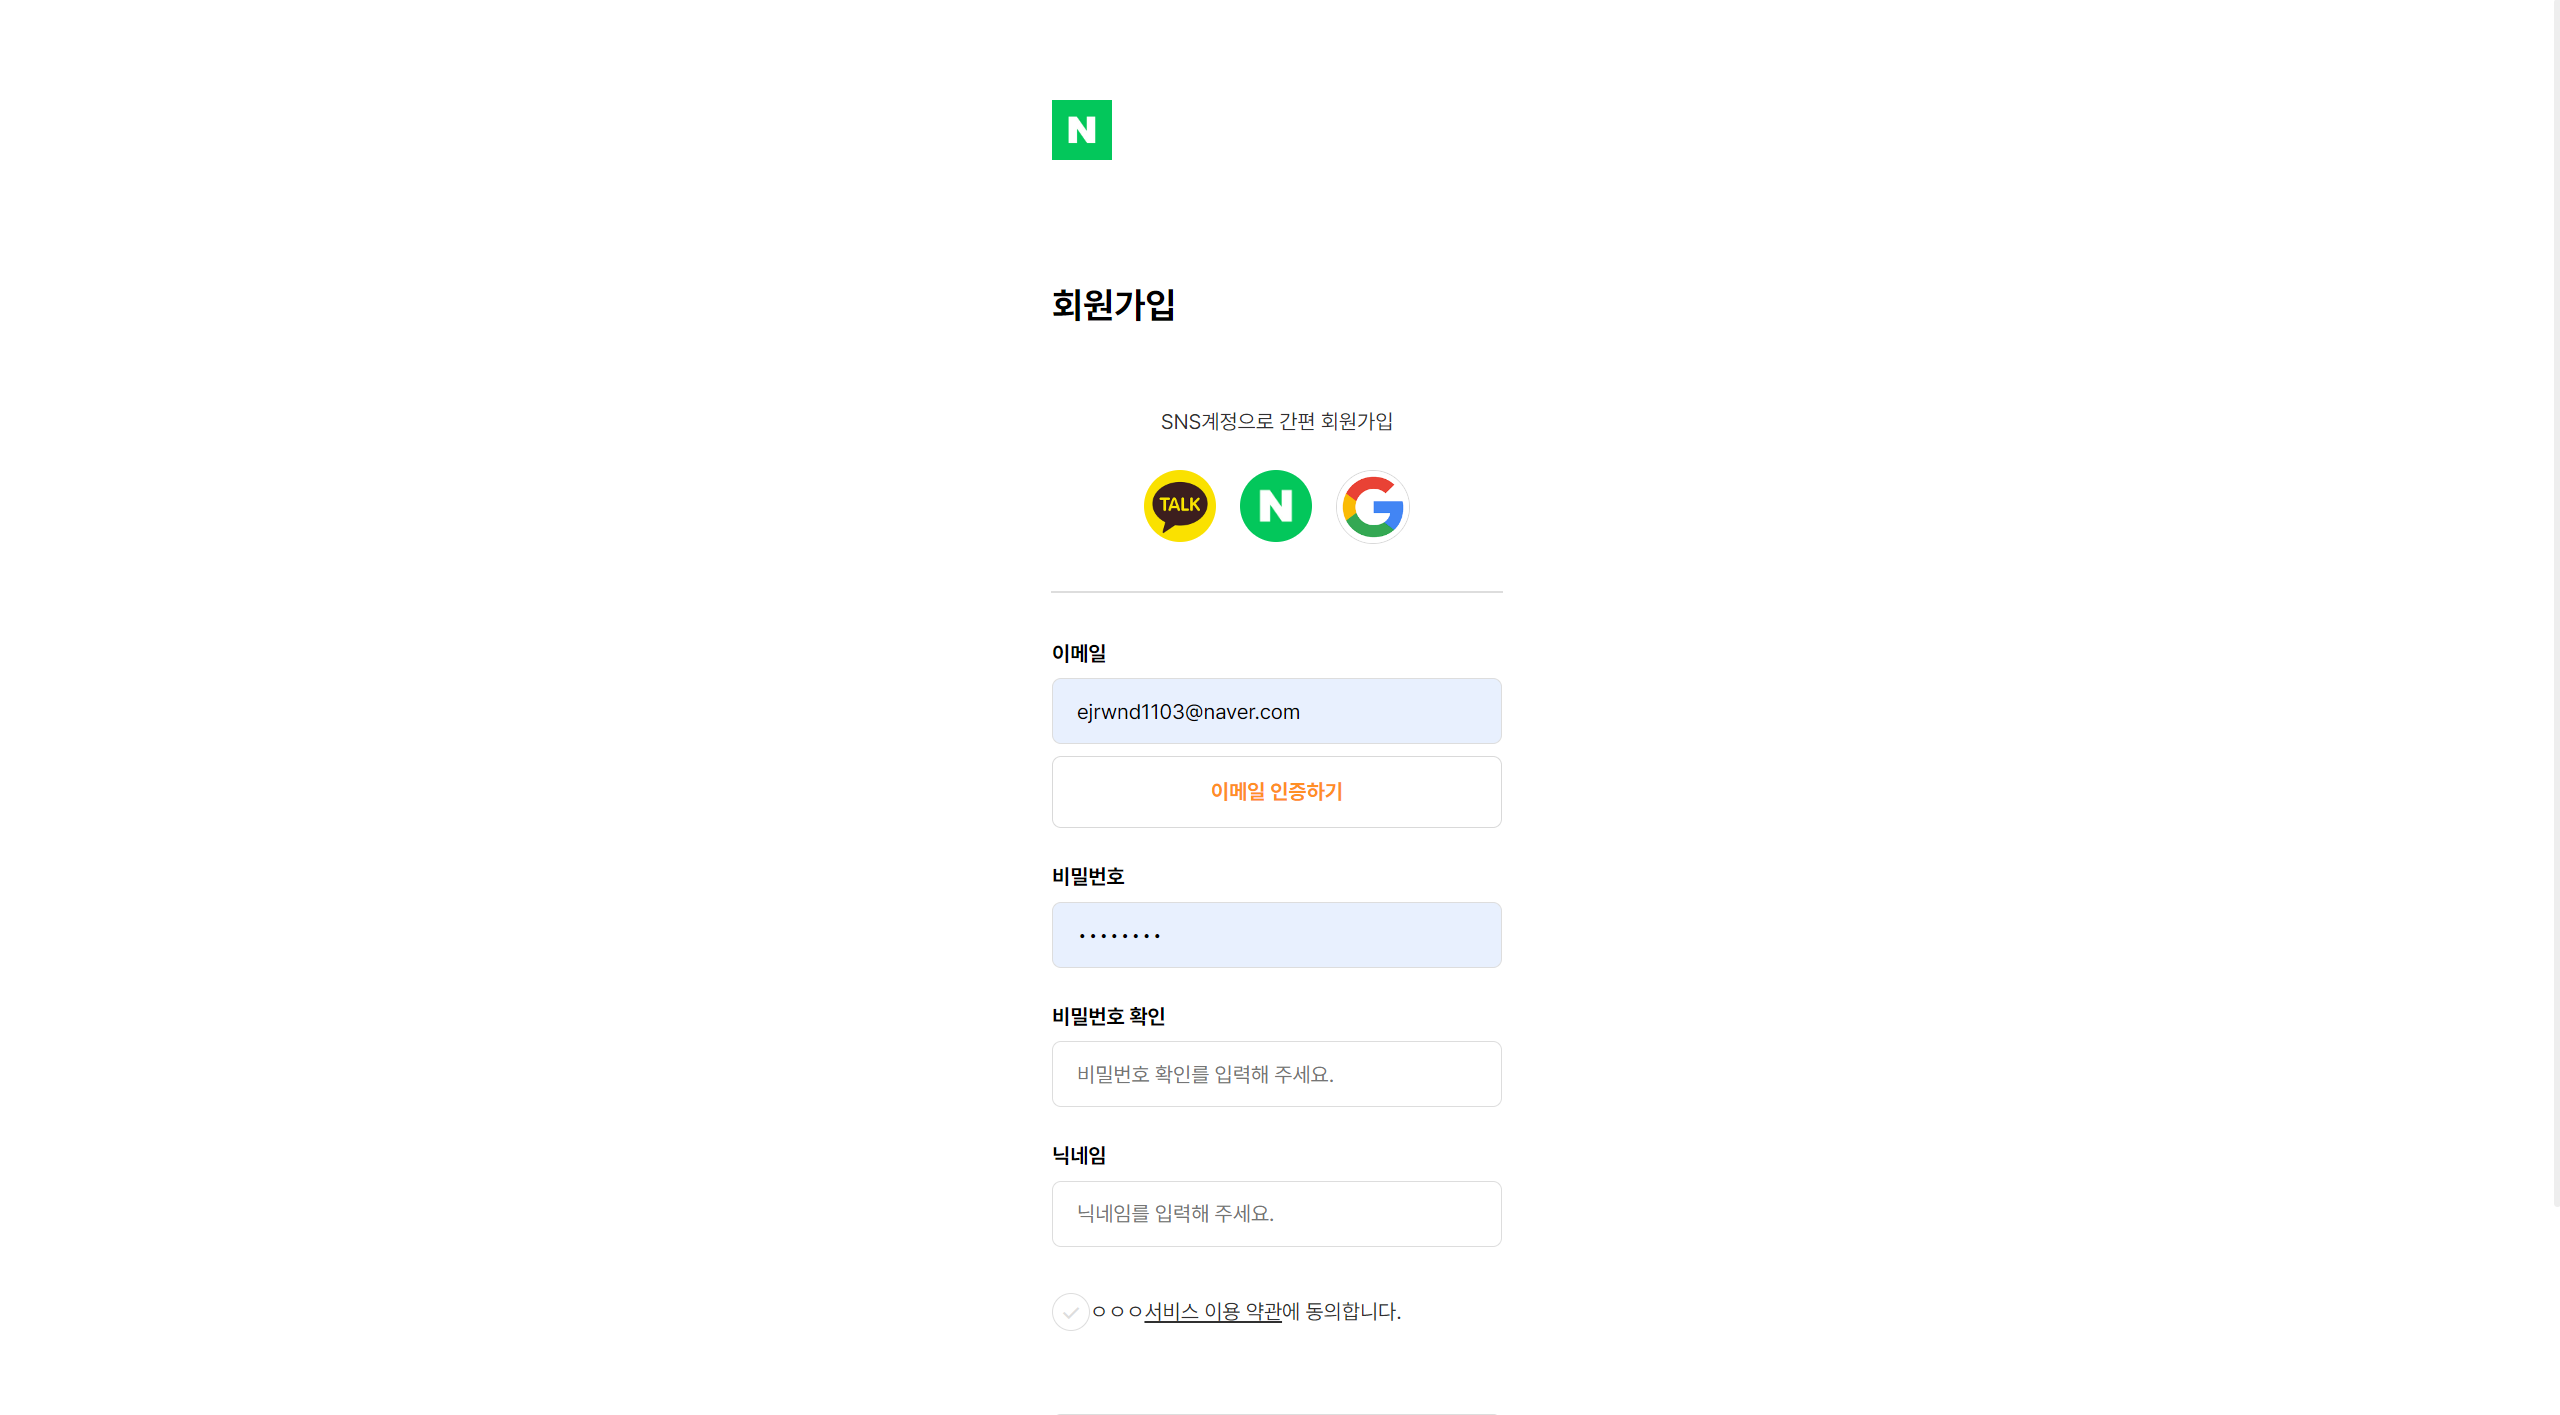 N
회원가입
SNS계정으로 간편 회원가입
TALK N G
이메일
ejrwnd1103@naver.com
이메일 인증하기
비밀번호
••••••••
비밀번호 확인
비밀번호 확인를 입력해 주세요.
닉네임
닉네임를 입력해 주세요.
ㅇㅇㅇ서비스 이용 약관에 동의합니다.